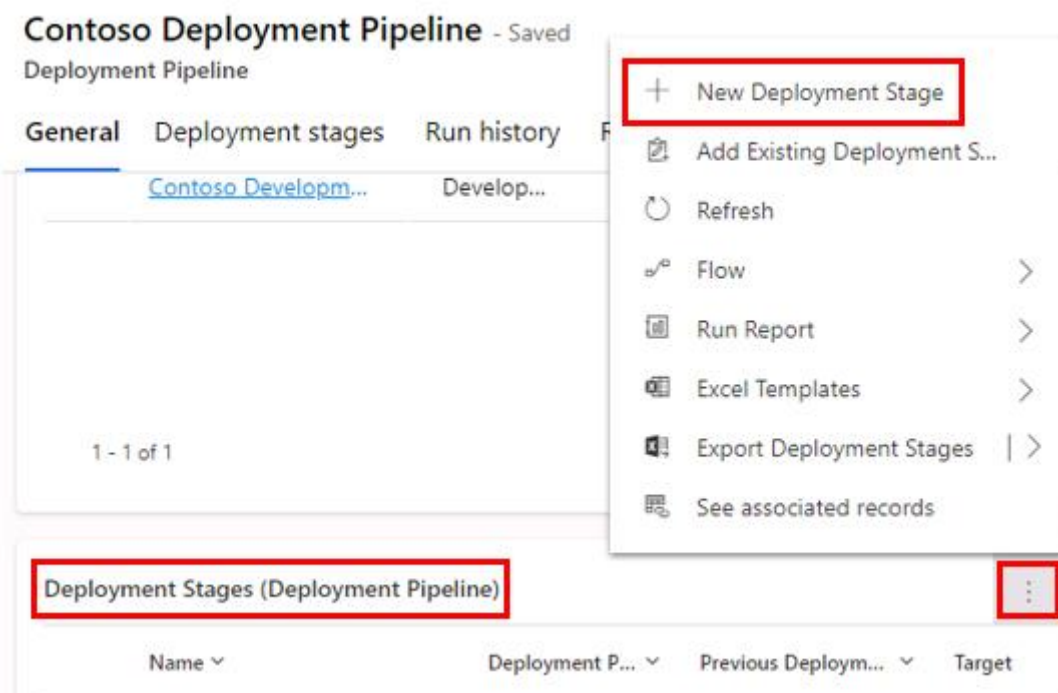 Contoso Deployment Pipeline - Saved
Deployment Pipeline
General Deployment stages Run history
Contoso Developm... Develop...
1 - 1 of 1
New Deployment Stage
Add Existing Deployment S...
Refresh
Flow
Run Report
Excel Templates
Export Deployment Stages
See associated records
Deployment Stages (Deployment Pipeline)
Name Deployment P... Previous Deploym... Target